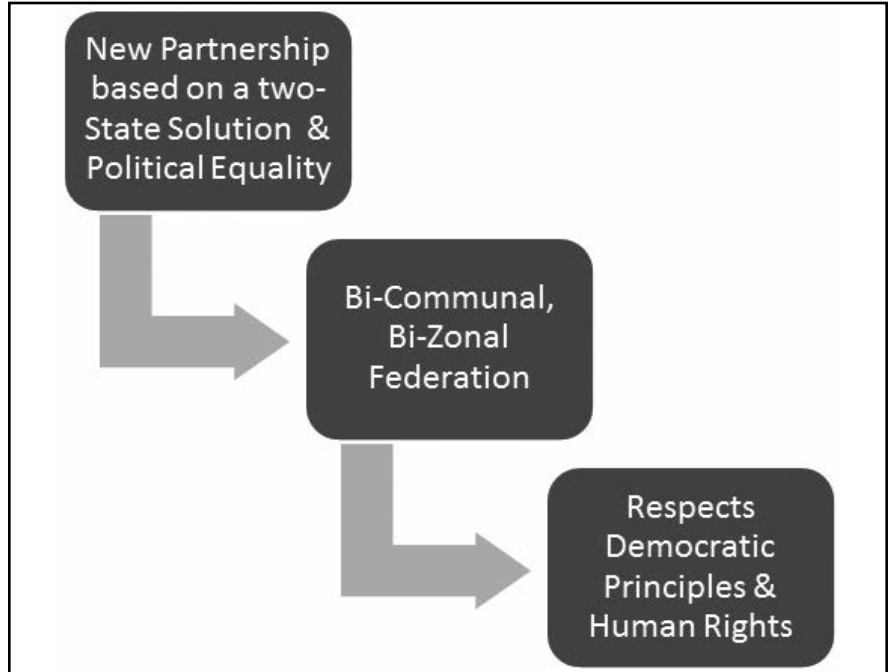 New Partnership
based on a two-
State Solution &
Political Equality
Bi-Communal,
Bi-Zonal
Federation
Respects
Democratic
Principles &
Human Rights